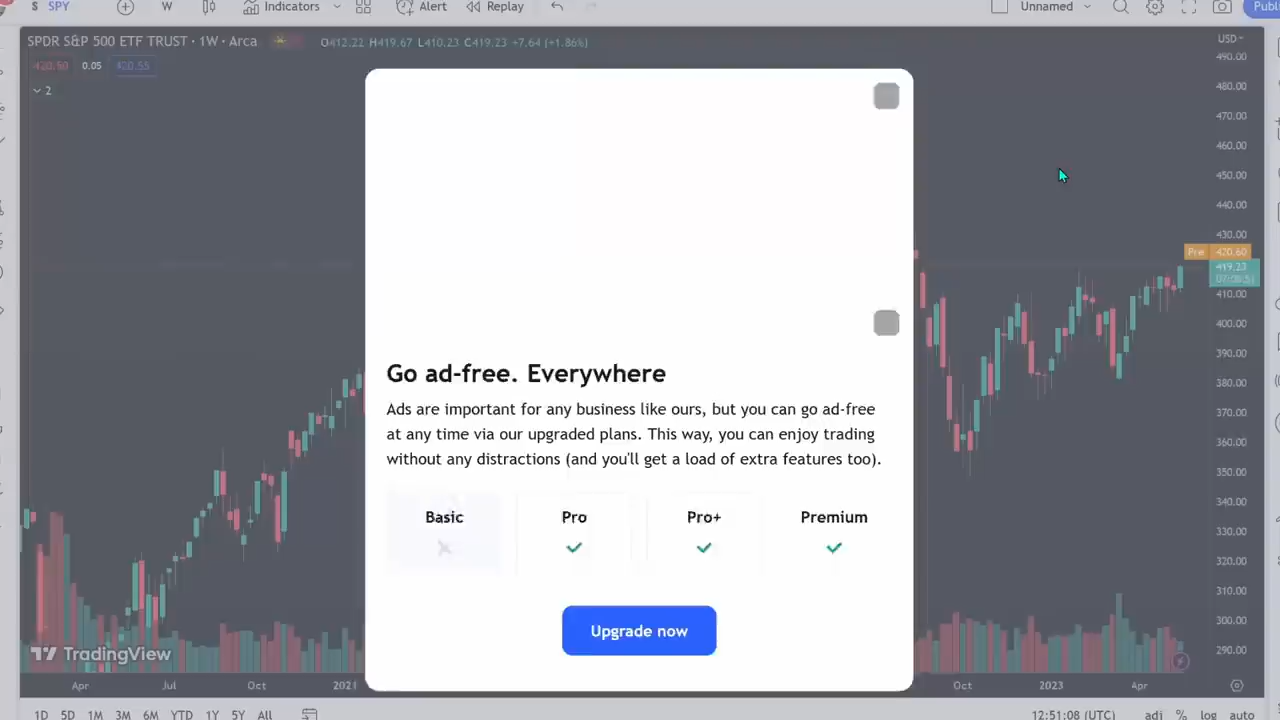 S SPY W Indicators Alert Replay Unnamed Publ
SPDR S&P 500 ETF TRUST · 1W · Arca O412.22 H419.67 L410.23 C419.23 +7.64 (+1.86%) USD
420.50 0.05 420.55
2
490.00
480.00
470.00
460.00
450.00
440.00
430.00
Pre 420.60
419.23
410.00
400.00
390.00
380.00
370.00
360.00
350.00
340.00
330.00
320.00
310.00
300.00
290.00
Go ad-free. Everywhere
Ads are important for any business like ours, but you can go ad-free
at any time via our upgraded plans. This way, you can enjoy trading
without any distractions (and you'll get a load of extra features too).
Basic Pro Pro+ Premium
Upgrade now
TradingView
Apr Jul Oct 2021 Oct 2023 Apr
1D 5D 1M 3M 6M YTD 1Y 5Y All 12:51:08 (UTC) adj % log auto